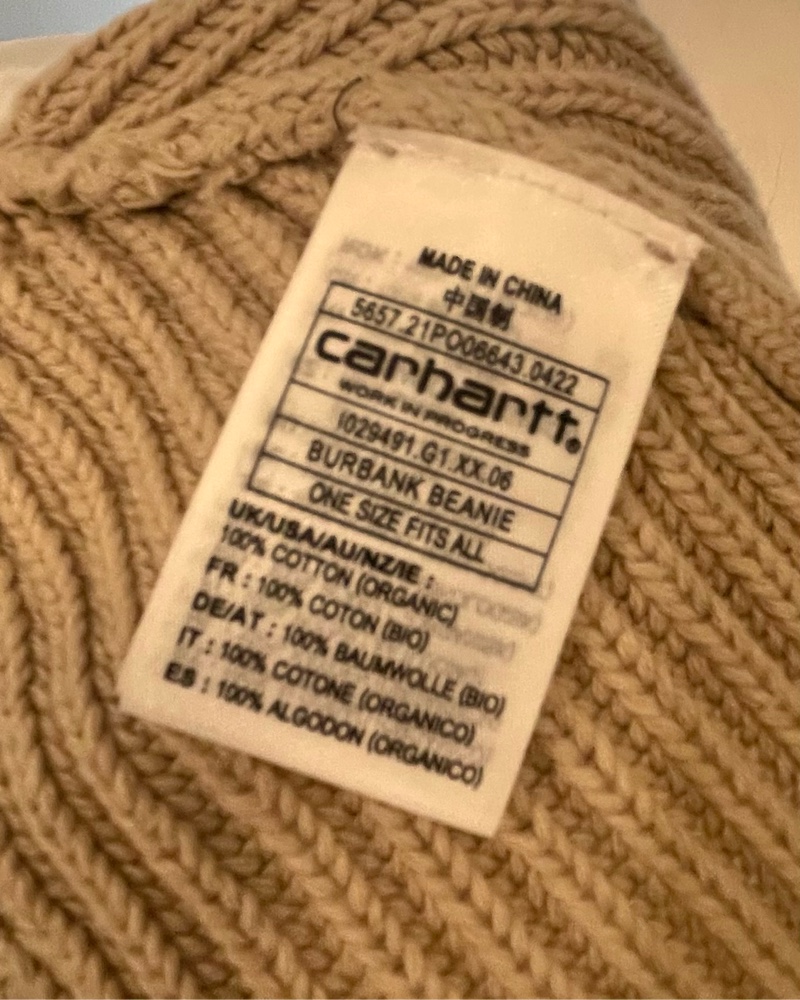 MADE IN CHINA
中国制
5657.21PO06643.0422
carhartt®
WORK IN PROGRESS
I029491.G1.XX.06
BURBANK BEANIE
ONE SIZE FITS ALL
UK/USA/AU/NZ/IE :
100% COTTON (ORGANIC)
FR : 100% COTON (BIO)
DE/AT : 100% BAUMWOLLE (BIO)
IT : 100% COTONE (ORGANICO)
ES : 100% ALGODON (ORGANICO)